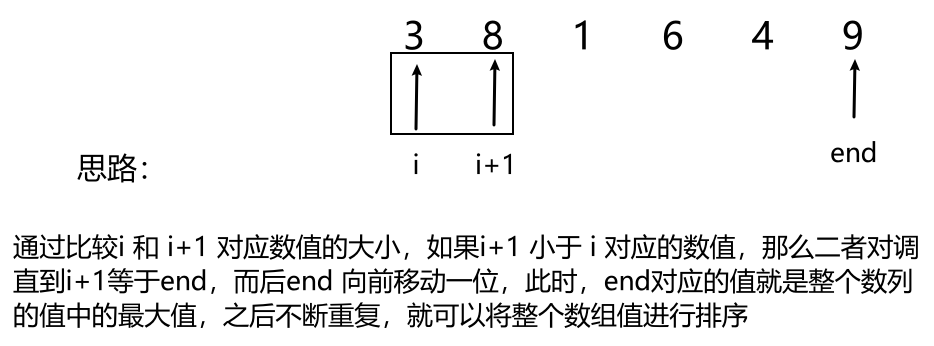 3 8 1 6 4 9
i i+1 end
思路：
通过比较i 和 i+1 对应数值的大小，如果i+1 小于 i 对应的数值，那么二者对调
直到i+1等于end，而后end 向前移动一位，此时，end对应的值就是整个数列
的值中的最大值，之后不断重复，就可以将整个数组值进行排序